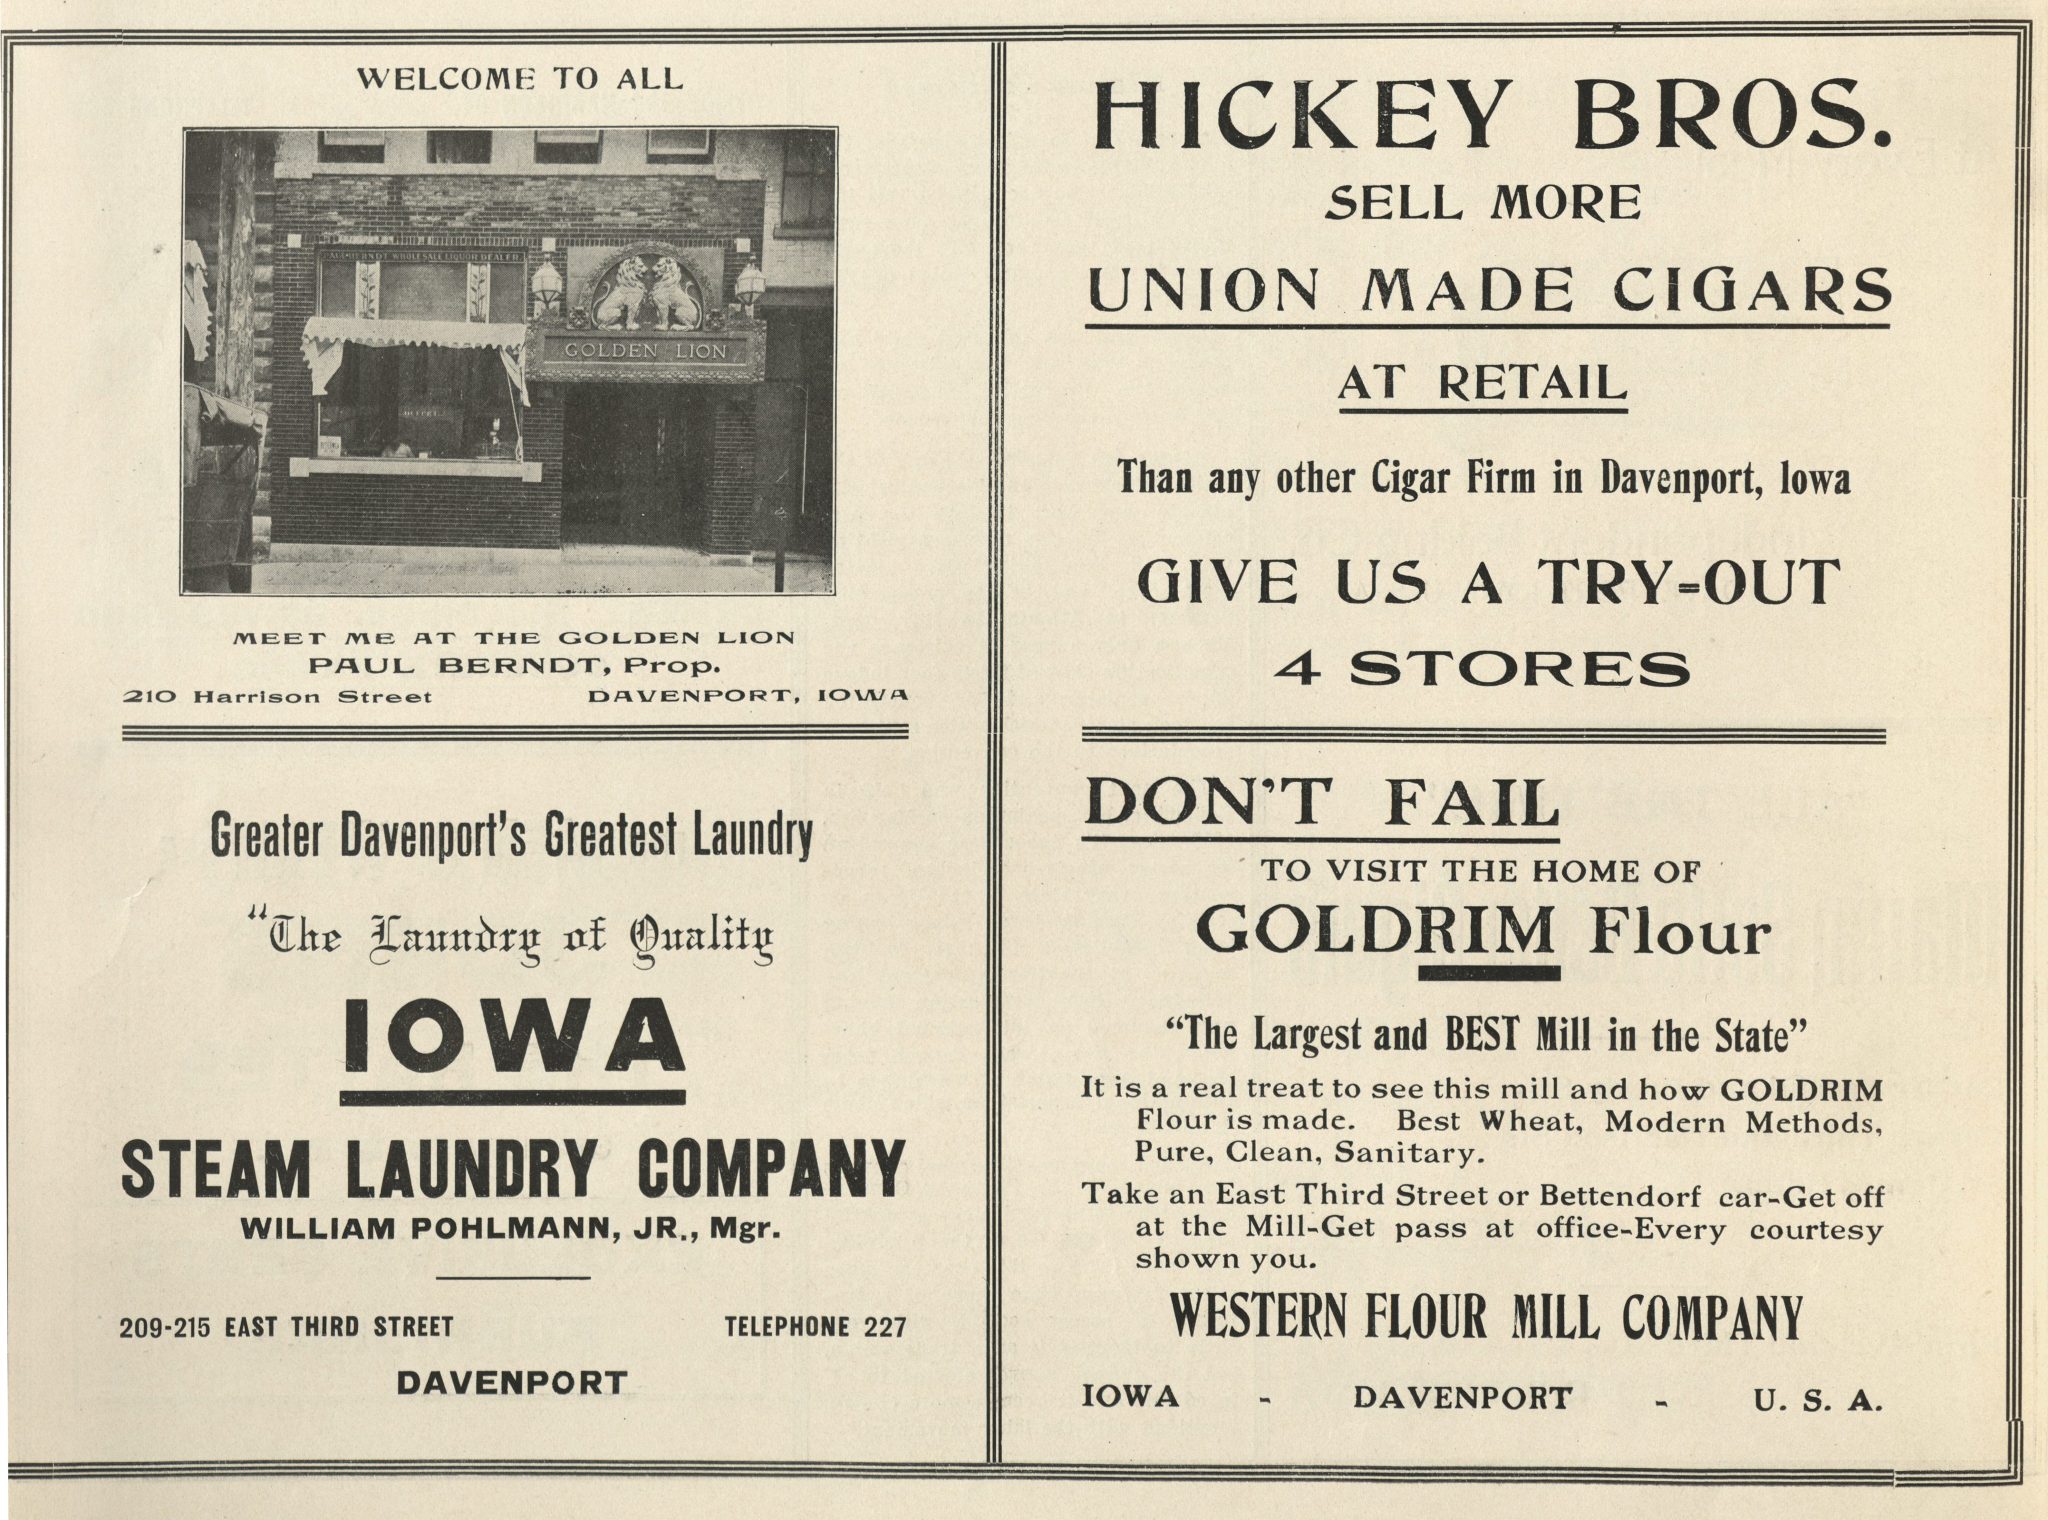 WELCOME TO ALL
PAUL BERNDT WHOLESALE LIQUOR DEALER
GOLDEN LION
MEET ME AT THE GOLDEN LION
PAUL BERNDT, Prop.
210 Harrison Street DAVENPORT, IOWA
Greater Davenport's Greatest Laundry
"The Laundry of Quality
IOWA
STEAM LAUNDRY COMPANY
WILLIAM POHLMANN, JR., Mgr.
209-215 EAST THIRD STREET TELEPHONE 227
DAVENPORT
HICKEY BROS.
SELL MORE
UNION MADE CIGARS
AT RETAIL
Than any other Cigar Firm in Davenport, Iowa
GIVE US A TRY=OUT
4 STORES
DON'T FAIL
TO VISIT THE HOME OF
GOLDRIM Flour
"The Largest and BEST Mill in the State"
It is a real treat to see this mill and how GOLDRIM
Flour is made. Best Wheat, Modern Methods,
Pure, Clean, Sanitary.
Take an East Third Street or Bettendorf car-Get off
at the Mill-Get pass at office-Every courtesy
shown you.
WESTERN FLOUR MILL COMPANY
IOWA - DAVENPORT - U. S. A.